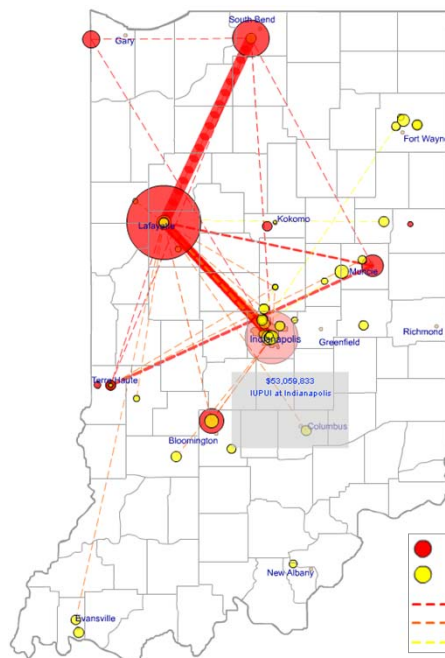 South Bend
Gary
Fort Wayne
Lafayette
Kokomo
Muncie
Indianapolis
Greenfield
Richmond
Terre Haute
$53,059,833
IUPUI at Indianapolis
Columbus
Bloomington
New Albany
Evansville